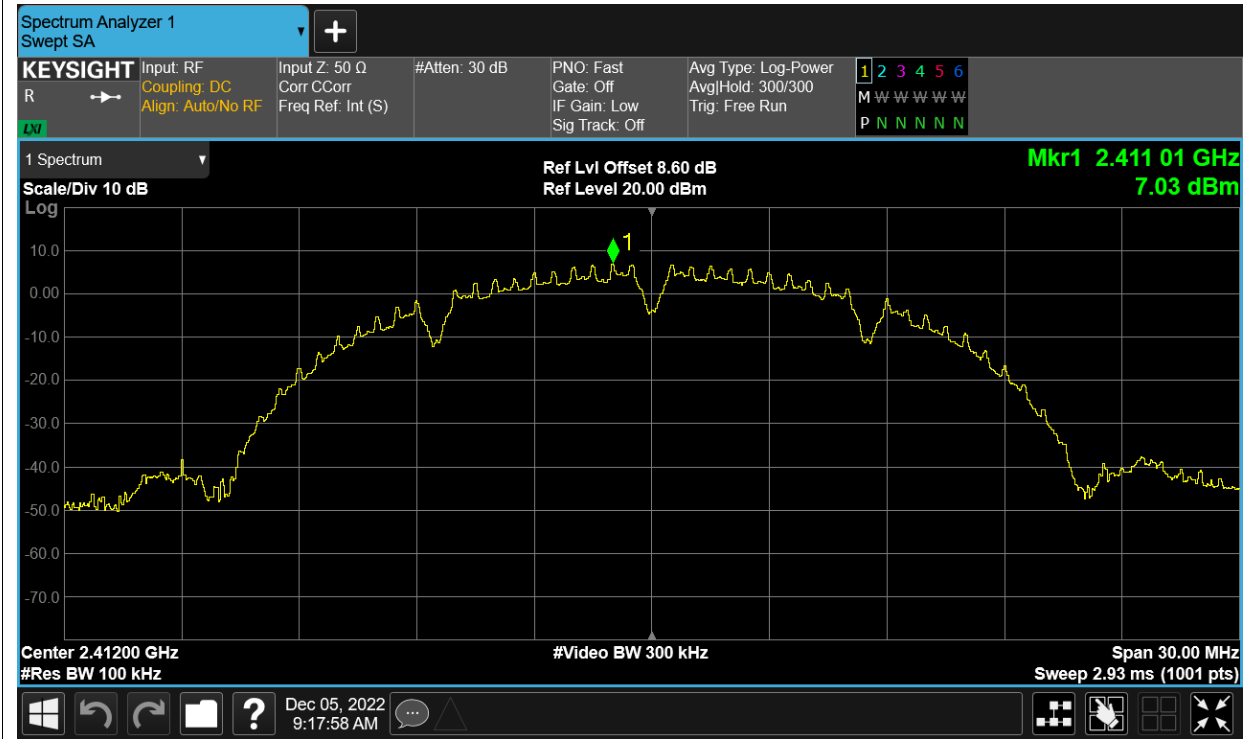 Spectrum Analyzer 1
Swept SA
KEYSIGHT
R
LXI
Input: RF
Coupling: DC
Align: Auto/No RF
Input Z: 50 Ω
Corr CCorr
Freq Ref: Int (S)
#Atten: 30 dB
PNO: Fast
Gate: Off
IF Gain: Low
Sig Track: Off
Avg Type: Log-Power
Avg|Hold: 300/300
Trig: Free Run
1 2 3 4 5 6
M W W W W W
P N N N N N
1 Spectrum
Scale/Div 10 dB
Ref Lvl Offset 8.60 dB
Ref Level 20.00 dBm
Mkr1 2.411 01 GHz
7.03 dBm
Log
1
10.0
0.00
-10.0
-20.0
-30.0
-40.0
-50.0
-60.0
-70.0
Center 2.41200 GHz
#Video BW 300 kHz
Span 30.00 MHz
#Res BW 100 kHz
Sweep 2.93 ms (1001 pts)
?
Dec 05, 2022
9:17:58 AM